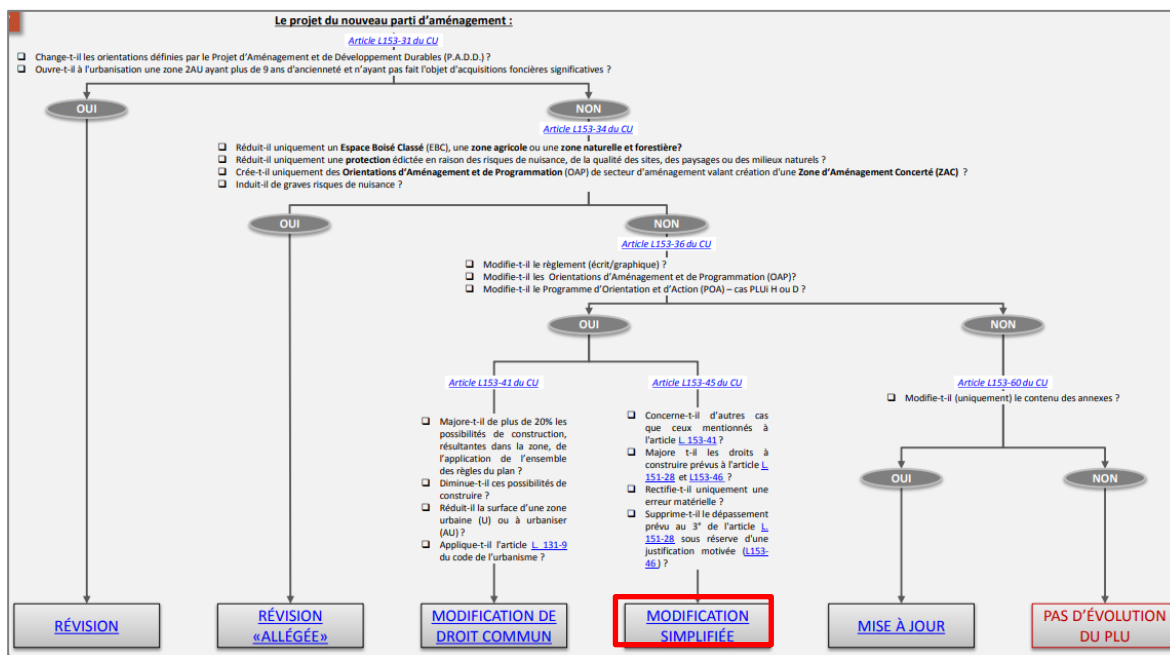 Le projet du nouveau parti d'aménagement :
Article L153-31 du CU
Change-t-il les orientations définies par le Projet d'Aménagement et de Développement Durables (P.A.D.D.) ?
Ouvre-t-il à l'urbanisation une zone 2AU ayant plus de 9 ans d'ancienneté et n'ayant pas fait l'objet d'acquisitions foncières significatives ?
OUI
NON
Article L153-34 du CU
Réduit-il uniquement un Espace Boisé Classé (EBC), une zone agricole ou une zone naturelle et forestière?
Réduit-il uniquement une protection édictée en raison des risques de nuisance, de la qualité des sites, des paysages ou des milieux naturels ?
Crée-t-il uniquement des Orientations d'Aménagement et de Programmation (OAP) de secteur d'aménagement valant création d'une Zone d'Aménagement Concerté (ZAC) ?
Induit-il de graves risques de nuisance ?
OUI
NON
Article L153-36 du CU
Modifie-t-il le règlement (écrit/graphique) ?
Modifie-t-il les Orientations d'Aménagement et de Programmation (OAP)?
Modifie-t-il le Programme d'Orientation et d'Action (POA) – cas PLUi H ou D ?
OUI
NON
Article L153-41 du CU
Majore-t-il de plus de 20% les
possibilités de construction,
résultantes dans la zone, de
l'application de l'ensemble
des règles du plan ?
Diminue-t-il ces possibilités de
construire ?
Réduit-il la surface d'une zone
urbaine (U) ou à urbaniser
(AU) ?
Applique-t-il l'article L. 131-9
du code de l'urbanisme ?
Article L153-45 du CU
Concerne-t-il d'autres cas
que ceux mentionnés à
l'article L. 153-41 ?
Majore t-il les droits à
construire prévus à l'article L.
151-28 et L153-46 ?
Rectifie-t-il uniquement une
erreur matérielle ?
Supprime-t-il le dépassement
prévu au 3° de l'article L.
151-28 sous réserve d'une
justification motivée (L153-
46 ) ?
Article L153-60 du CU
Modifie-t-il (uniquement) le contenu des annexes ?
OUI
NON
RÉVISION
RÉVISION
«ALLÉGÉE»
MODIFICATION DE
DROIT COMMUN
MODIFICATION
SIMPLIFIÉE
MISE À JOUR
PAS D'ÉVOLUTION
DU PLU